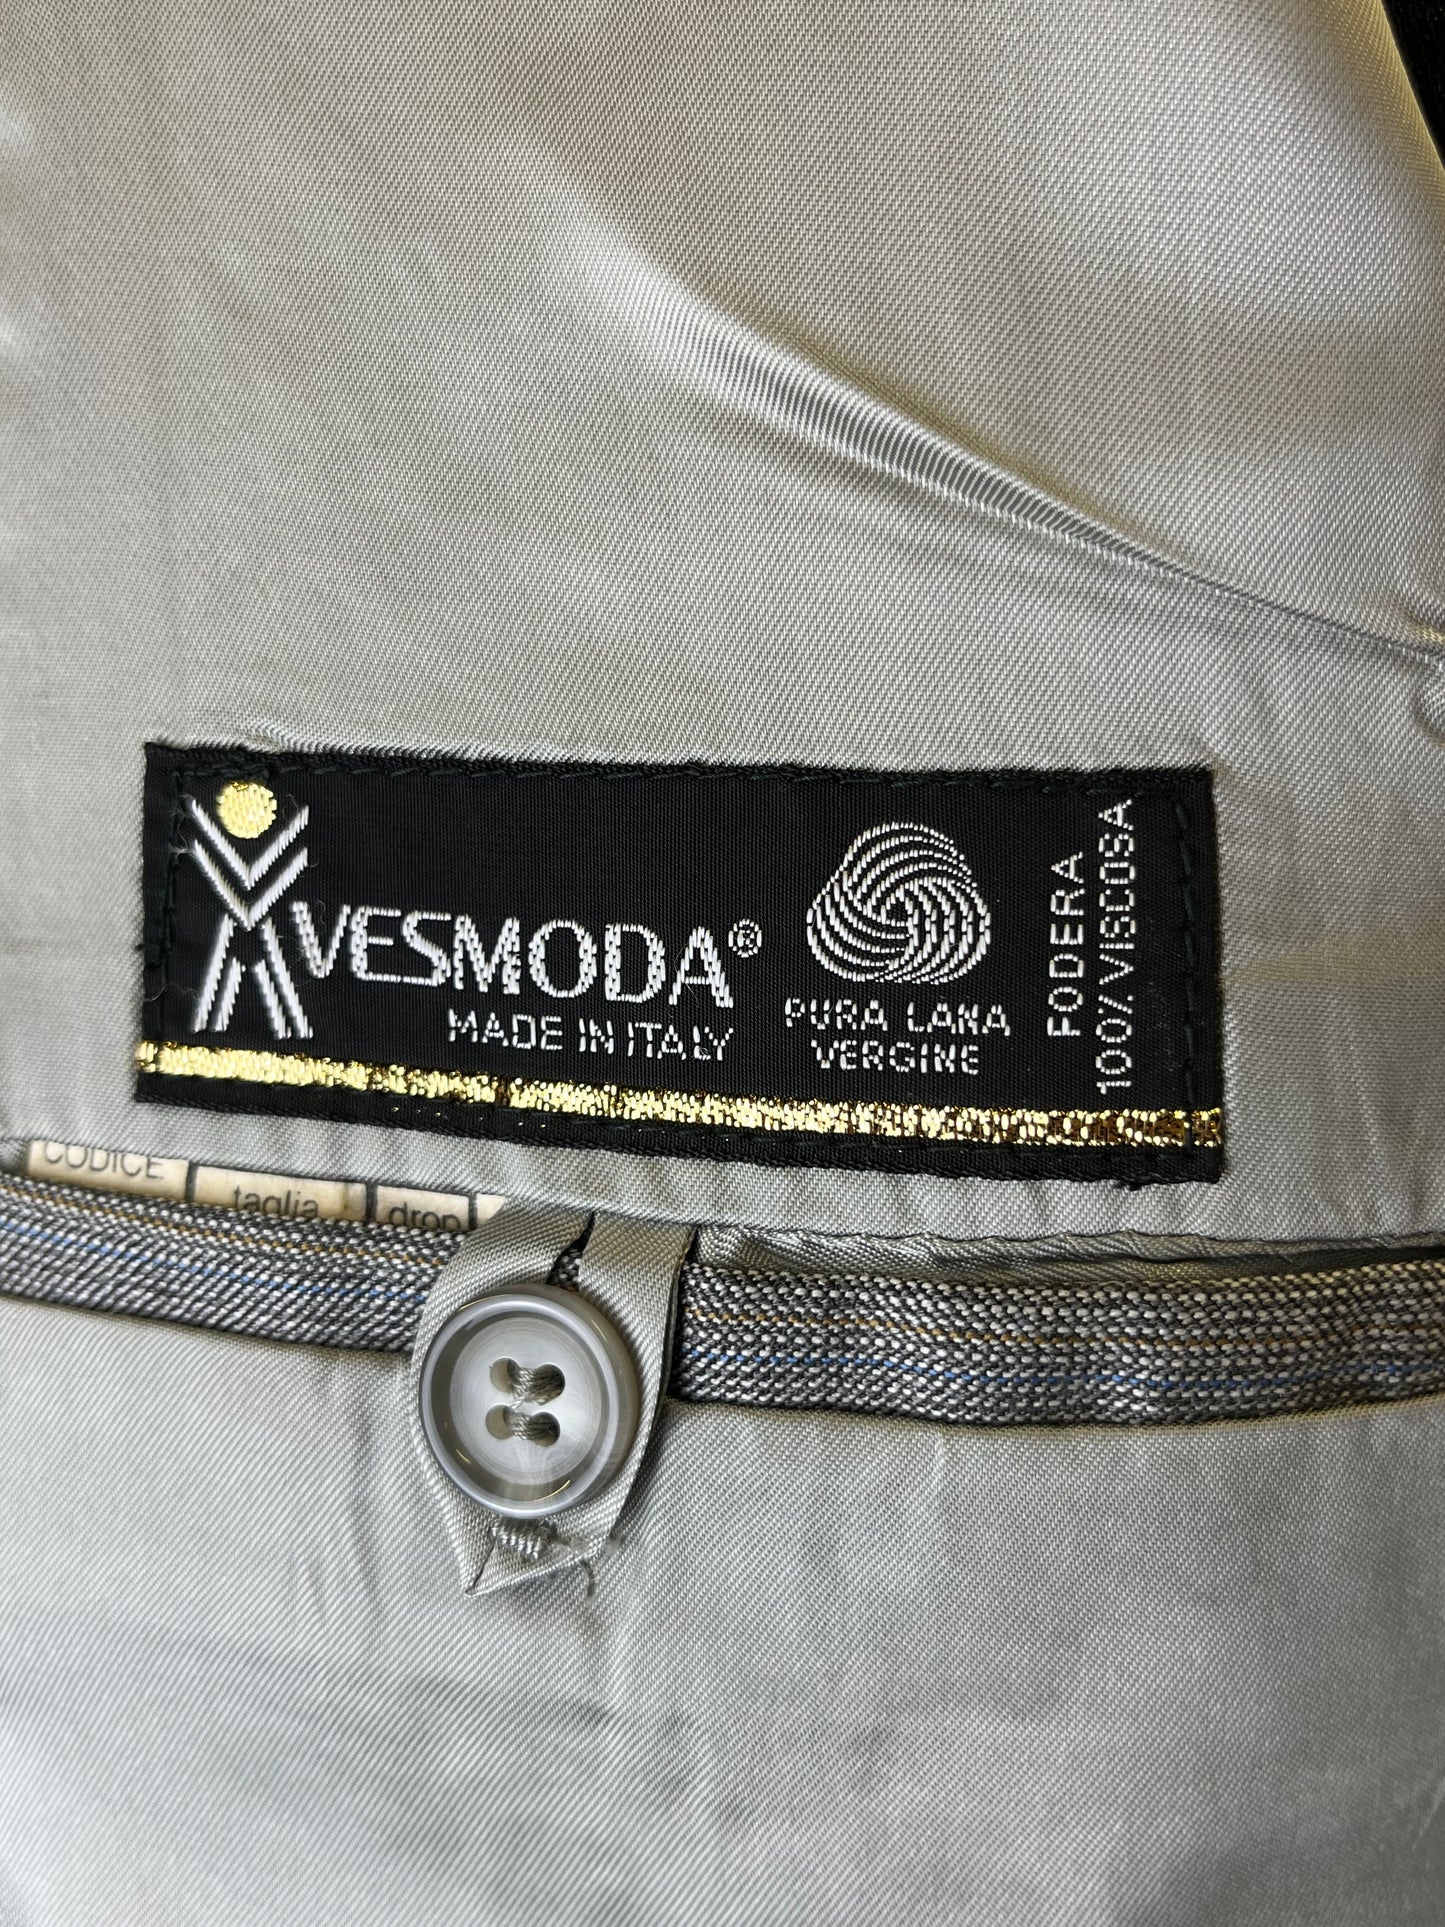 VESMODA®
MADE IN ITALY
PURA LANA
VERGINE
FODERA
100% VISCOSA
CODICE
taglia
drop